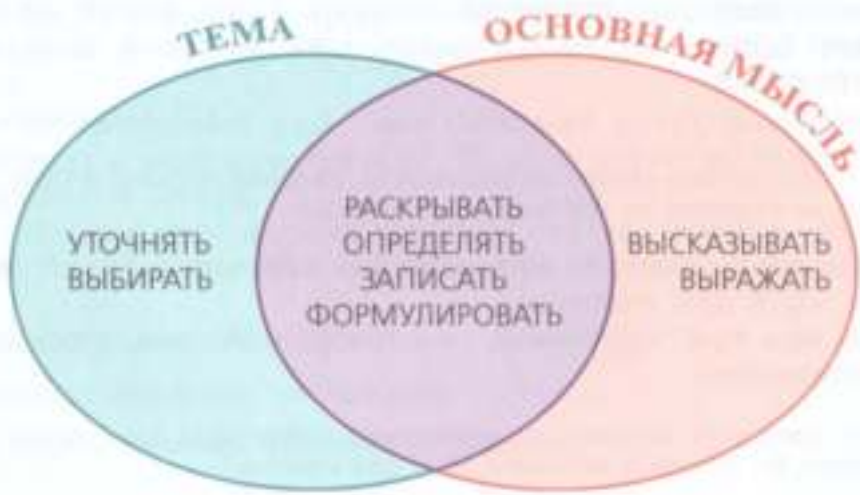 ТЕМА
ОСНОВНАЯ МЫСЛЬ
УТОЧНЯТЬ
ВЫБИРАТЬ
РАСКРЫВАТЬ
ОПРЕДЕЛЯТЬ
ЗАПИСАТЬ
ФОРМУЛИРОВАТЬ
ВЫСКАЗЫВАТЬ
ВЫРАЖАТЬ